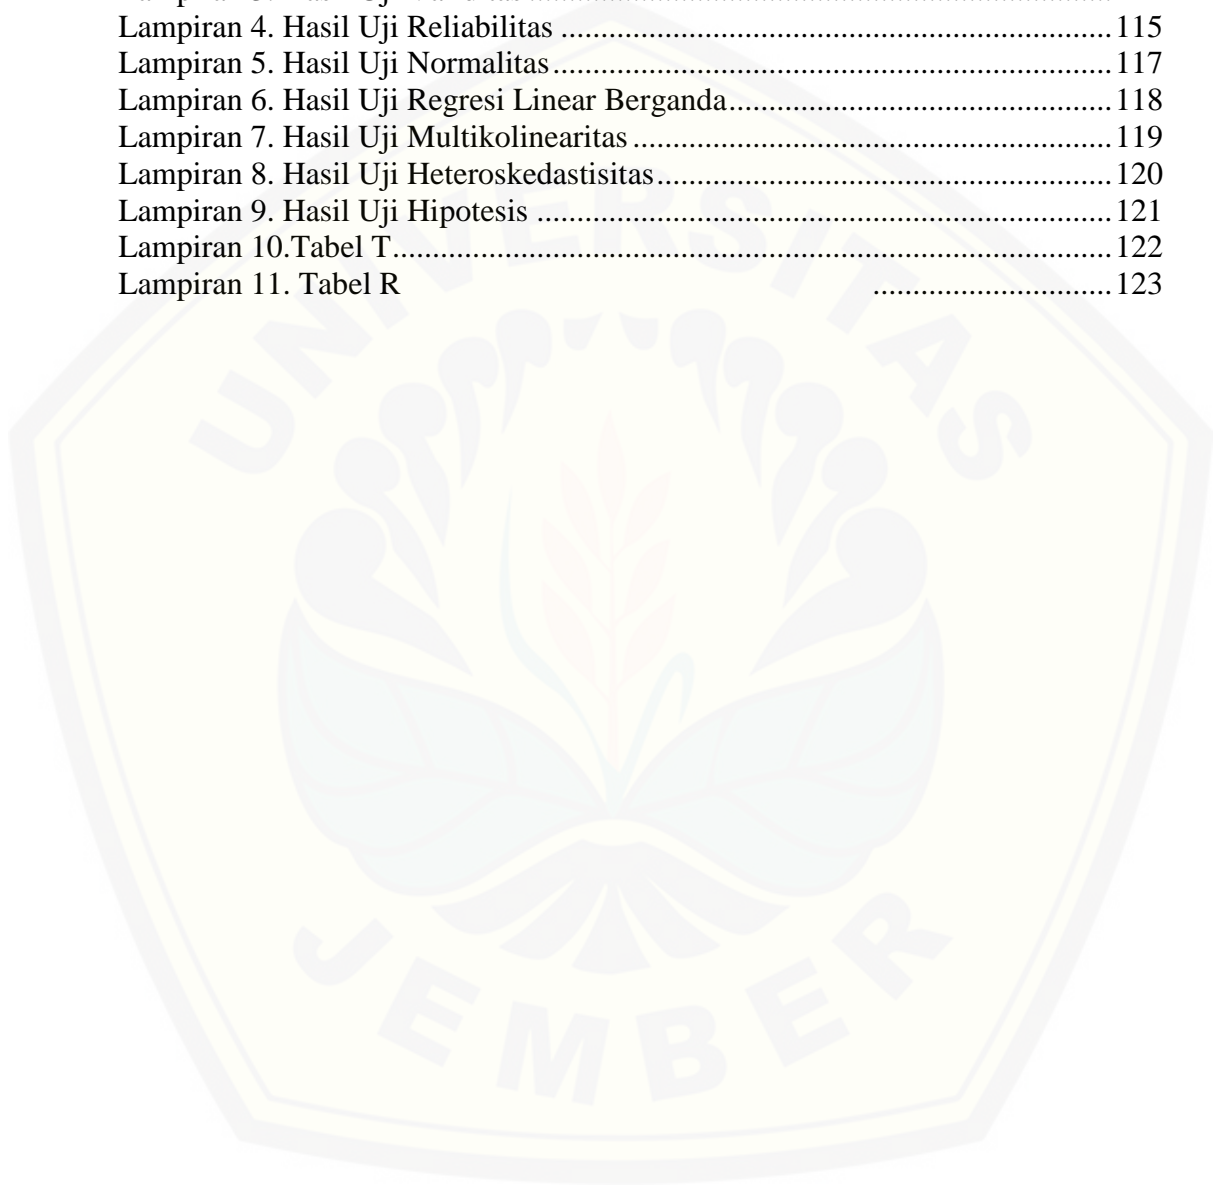 Lampiran 4. Hasil Uji Reliabilitas ..................................................................... 115
Lampiran 5. Hasil Uji Normalitas ...................................................................... 117
Lampiran 6. Hasil Uji Regresi Linear Berganda ................................................ 118
Lampiran 7. Hasil Uji Multikolinearitas ............................................................ 119
Lampiran 8. Hasil Uji Heteroskedastisitas ......................................................... 120
Lampiran 9. Hasil Uji Hipotesis ........................................................................ 121
Lampiran 10.Tabel T .......................................................................................... 122
Lampiran 11. Tabel R .............................. 123
UNIVERSITAS
JEMBER